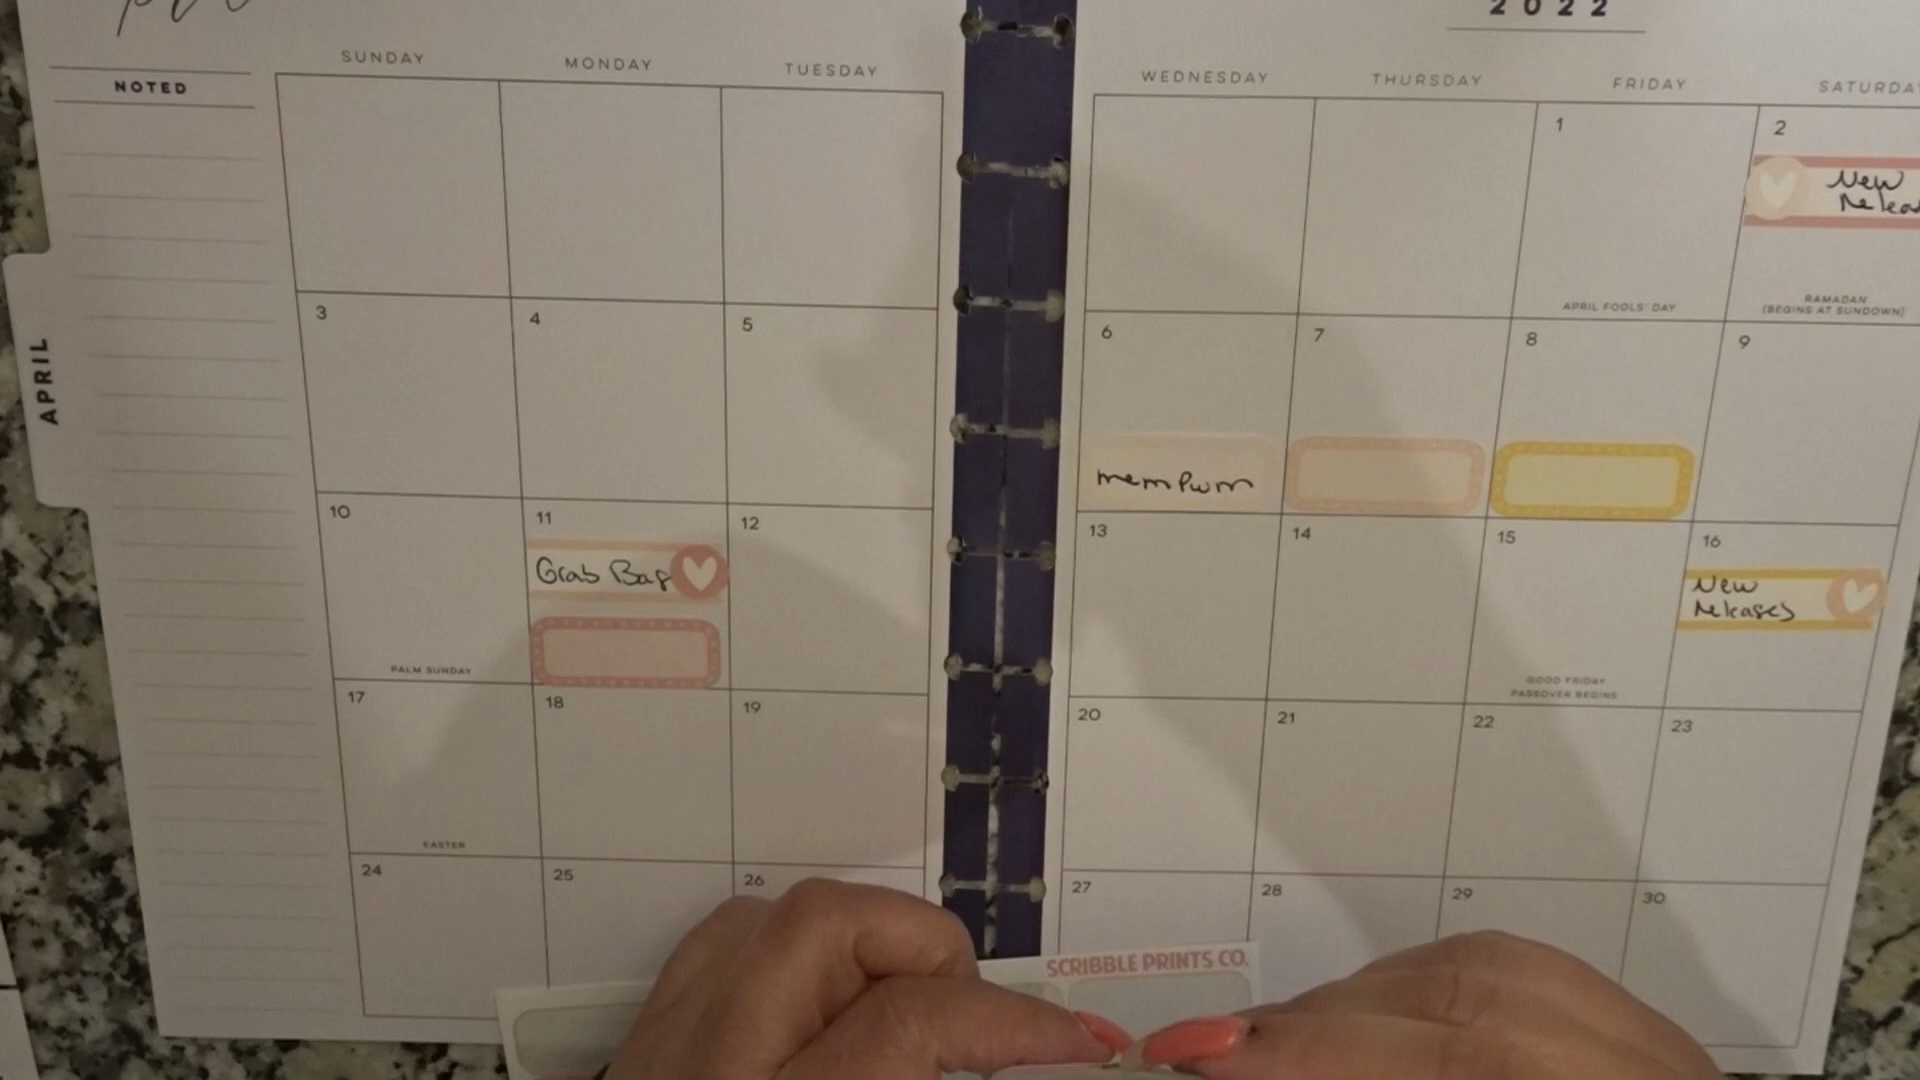 2022
SUNDAY MONDAY TUESDAY WEDNESDAY THURSDAY FRIDAY
NOTED
1 2
New
APRIL FOOLS' DAY
RAMADAN
(BEGINS AT SUNDOWN)
3 4 5 6 7 8 9
APRIL
10 11 12 13 14 15 16
Grab Bag
New
releases
PALM SUNDAY
GOOD FRIDAY
PASSOVER BEGINS
17 18 19 20 21 22 23
EASTER
24 25 26 27 28 29 30
SCRIBBLE PRINTS CO.